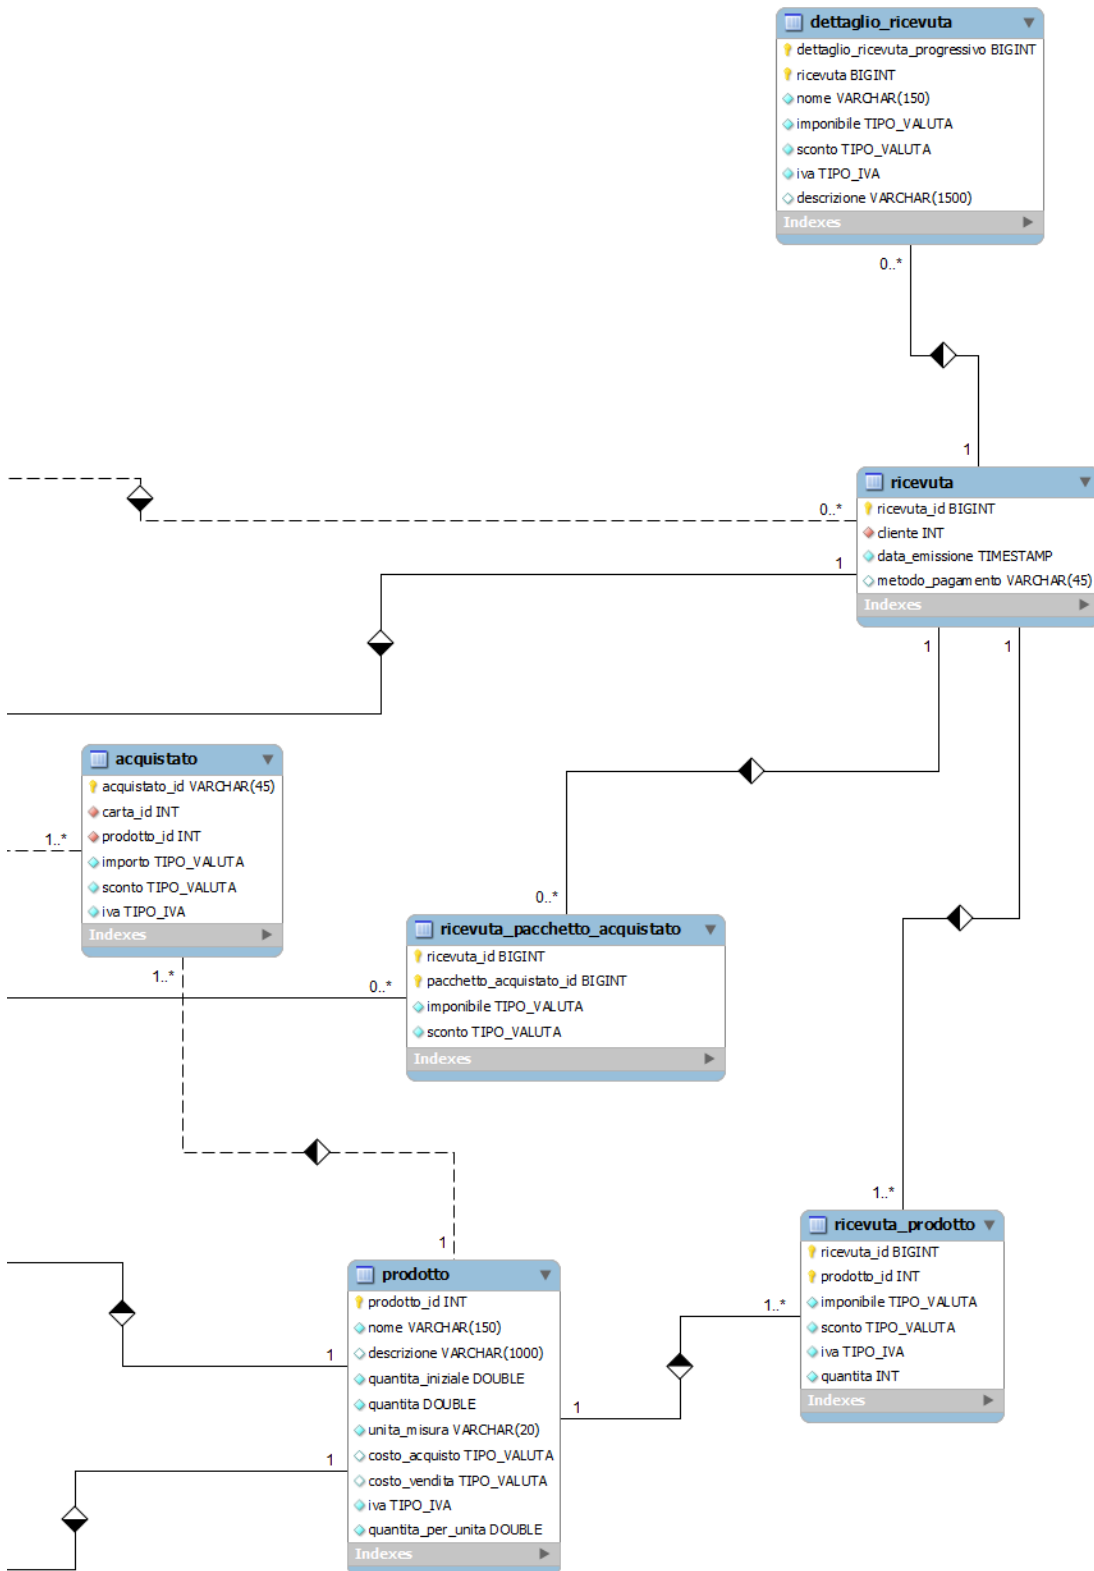 dettaglio_ricevuta
dettaglio_ricevuta_progressivo BIGINT
ricevuta BIGINT
nome VARCHAR(150)
imponibile TIPO_VALUTA
sconto TIPO_VALUTA
iva TIPO_IVA
descrizione VARCHAR(1500)
Indexes
0..*
1
ricevuta
ricevuta_id BIGINT
cliente INT
data_emissione TIMESTAMP
metodo_pagamento VARCHAR(45)
Indexes
0..*
1
1
1
acquistato
acquistato_id VARCHAR(45)
carta_id INT
prodotto_id INT
importo TIPO_VALUTA
sconto TIPO_VALUTA
iva TIPO_IVA
Indexes
1..*
1..*
0..*
0..*
ricevuta_pacchetto_acquistato
ricevuta_id BIGINT
pacchetto_acquistato_id BIGINT
imponibile TIPO_VALUTA
sconto TIPO_VALUTA
Indexes
1..*
ricevuta_prodotto
ricevuta_id BIGINT
prodotto_id INT
imponibile TIPO_VALUTA
sconto TIPO_VALUTA
iva TIPO_IVA
quantita INT
Indexes
1
1
1
1..*
1
prodotto
prodotto_id INT
nome VARCHAR(150)
descrizione VARCHAR(1000)
quantita_iniziale DOUBLE
quantita DOUBLE
unita_misura VARCHAR(20)
costo_acquisto TIPO_VALUTA
costo_vendita TIPO_VALUTA
iva TIPO_IVA
quantita_per_unita DOUBLE
Indexes